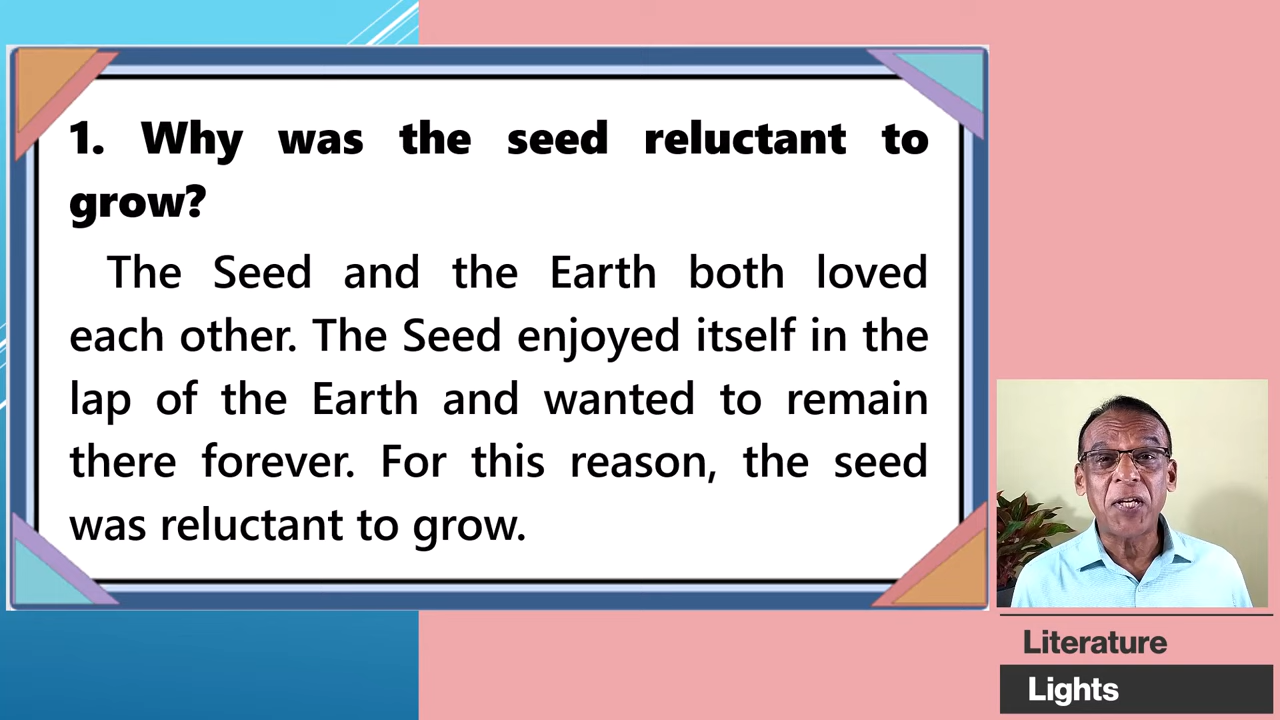 1. Why was the seed reluctant to
grow?
The Seed and the Earth both loved
each other. The Seed enjoyed itself in the
lap of the Earth and wanted to remain
there forever. For this reason, the seed
was reluctant to grow.
Literature
Lights